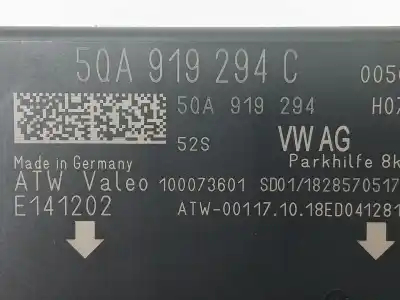 5QA 919 294 C 005
5QA 919 294 H07
52S VW AG
Made in Germany Parkhilfe 8k
ATW Valeo 100073601 SD01/1828570517
E141202 ATW-00117.10.18ED041281